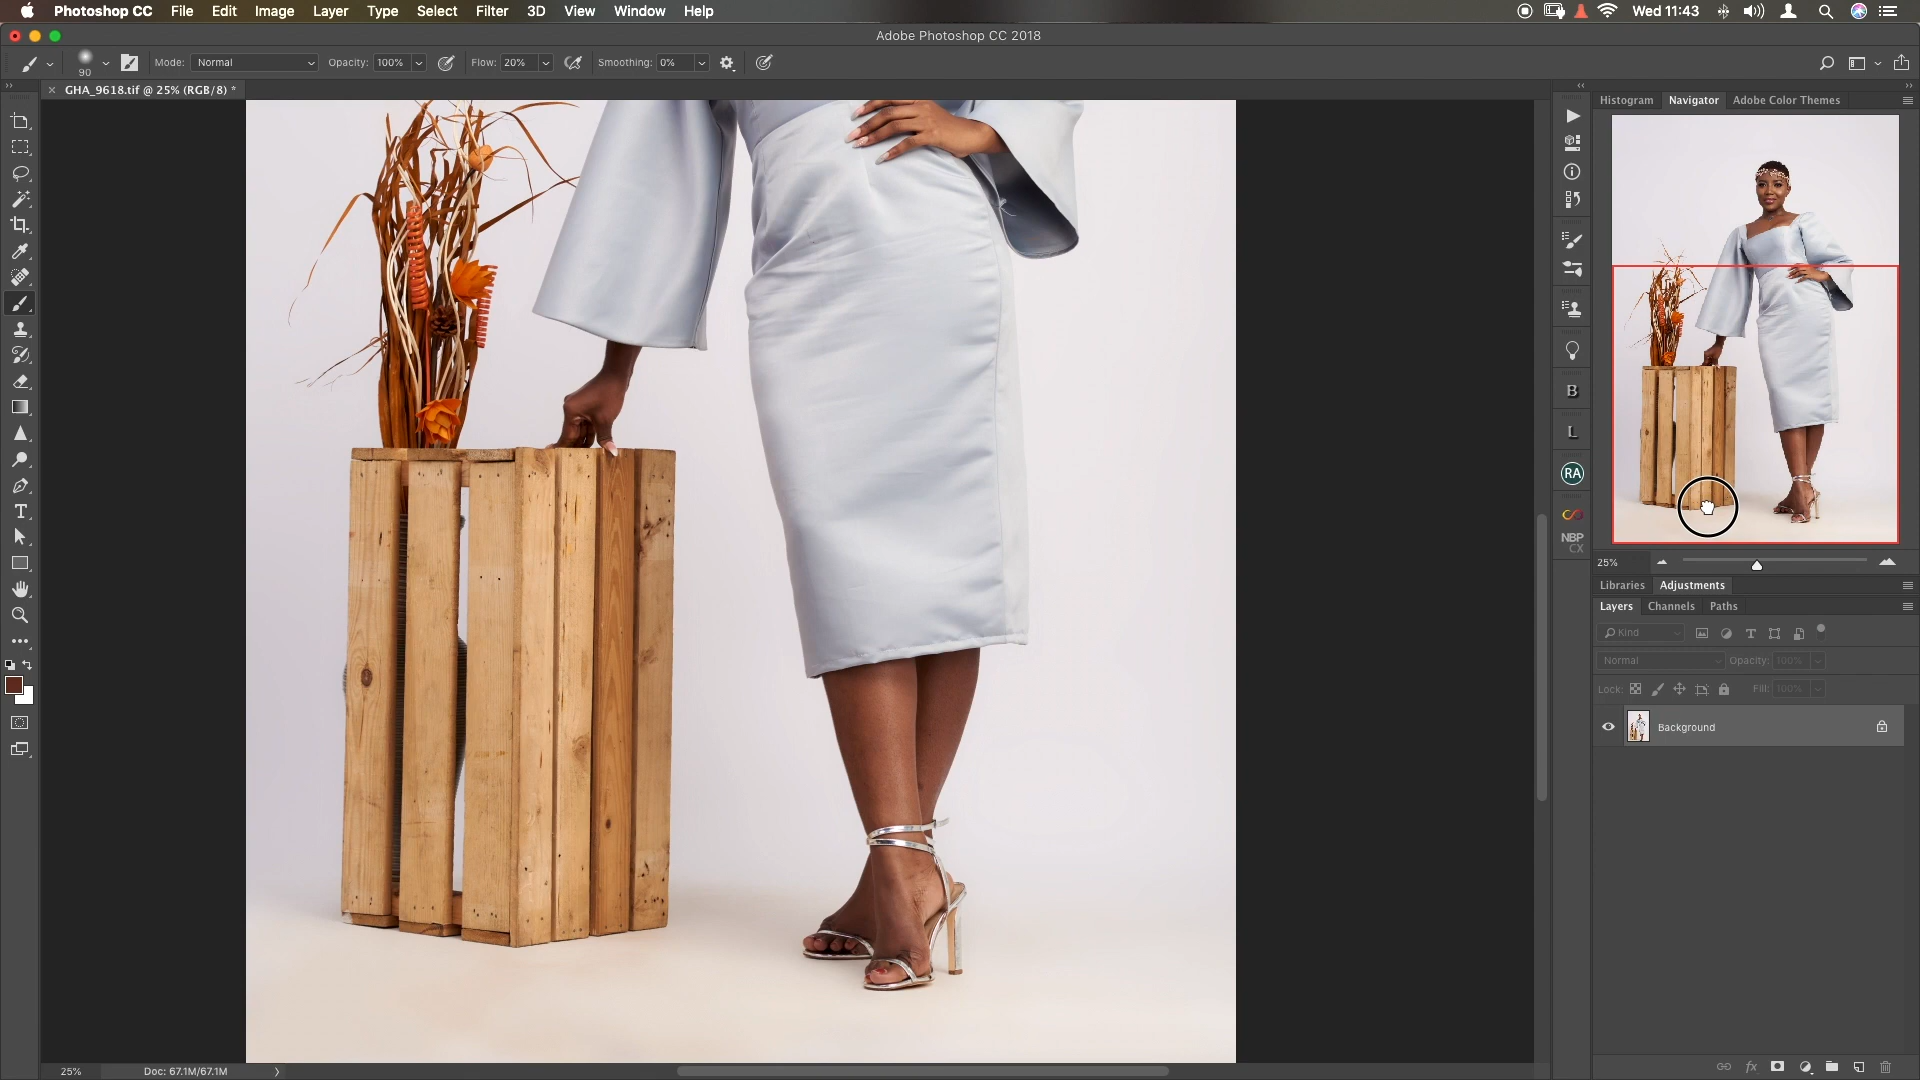 Photoshop CC File Edit Image Layer Type Select Filter 3D View Window Help Wed 11:43
Adobe Photoshop CC 2018
90 Mode: Normal Opacity: 100% Flow: 20% Smoothing: 0%
GHA_9618.tif @ 25% (RGB/8) *
Histogram Navigator Adobe Color Themes
B
L
RA
NBP
CX
25%
Libraries Adjustments
Layers Channels Paths
Kind
Normal Opacity: 100%
Lock: Fill: 100%
Background
fx
25% Doc: 67.1M/67.1M